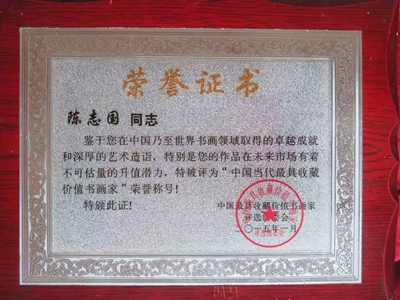 荣誉证书
陈志国 同志
鉴于您在中国乃至世界书画领域取得的卓越成就
和深厚的艺术造诣，特别是您的作品在未来市场有着
不可估量的升值潜力，特被评为“中国当代最具收藏
价值书画家”荣誉称号！
特颁此证！
中国最具收藏价值书画家
评选委员会
二〇一五年一月